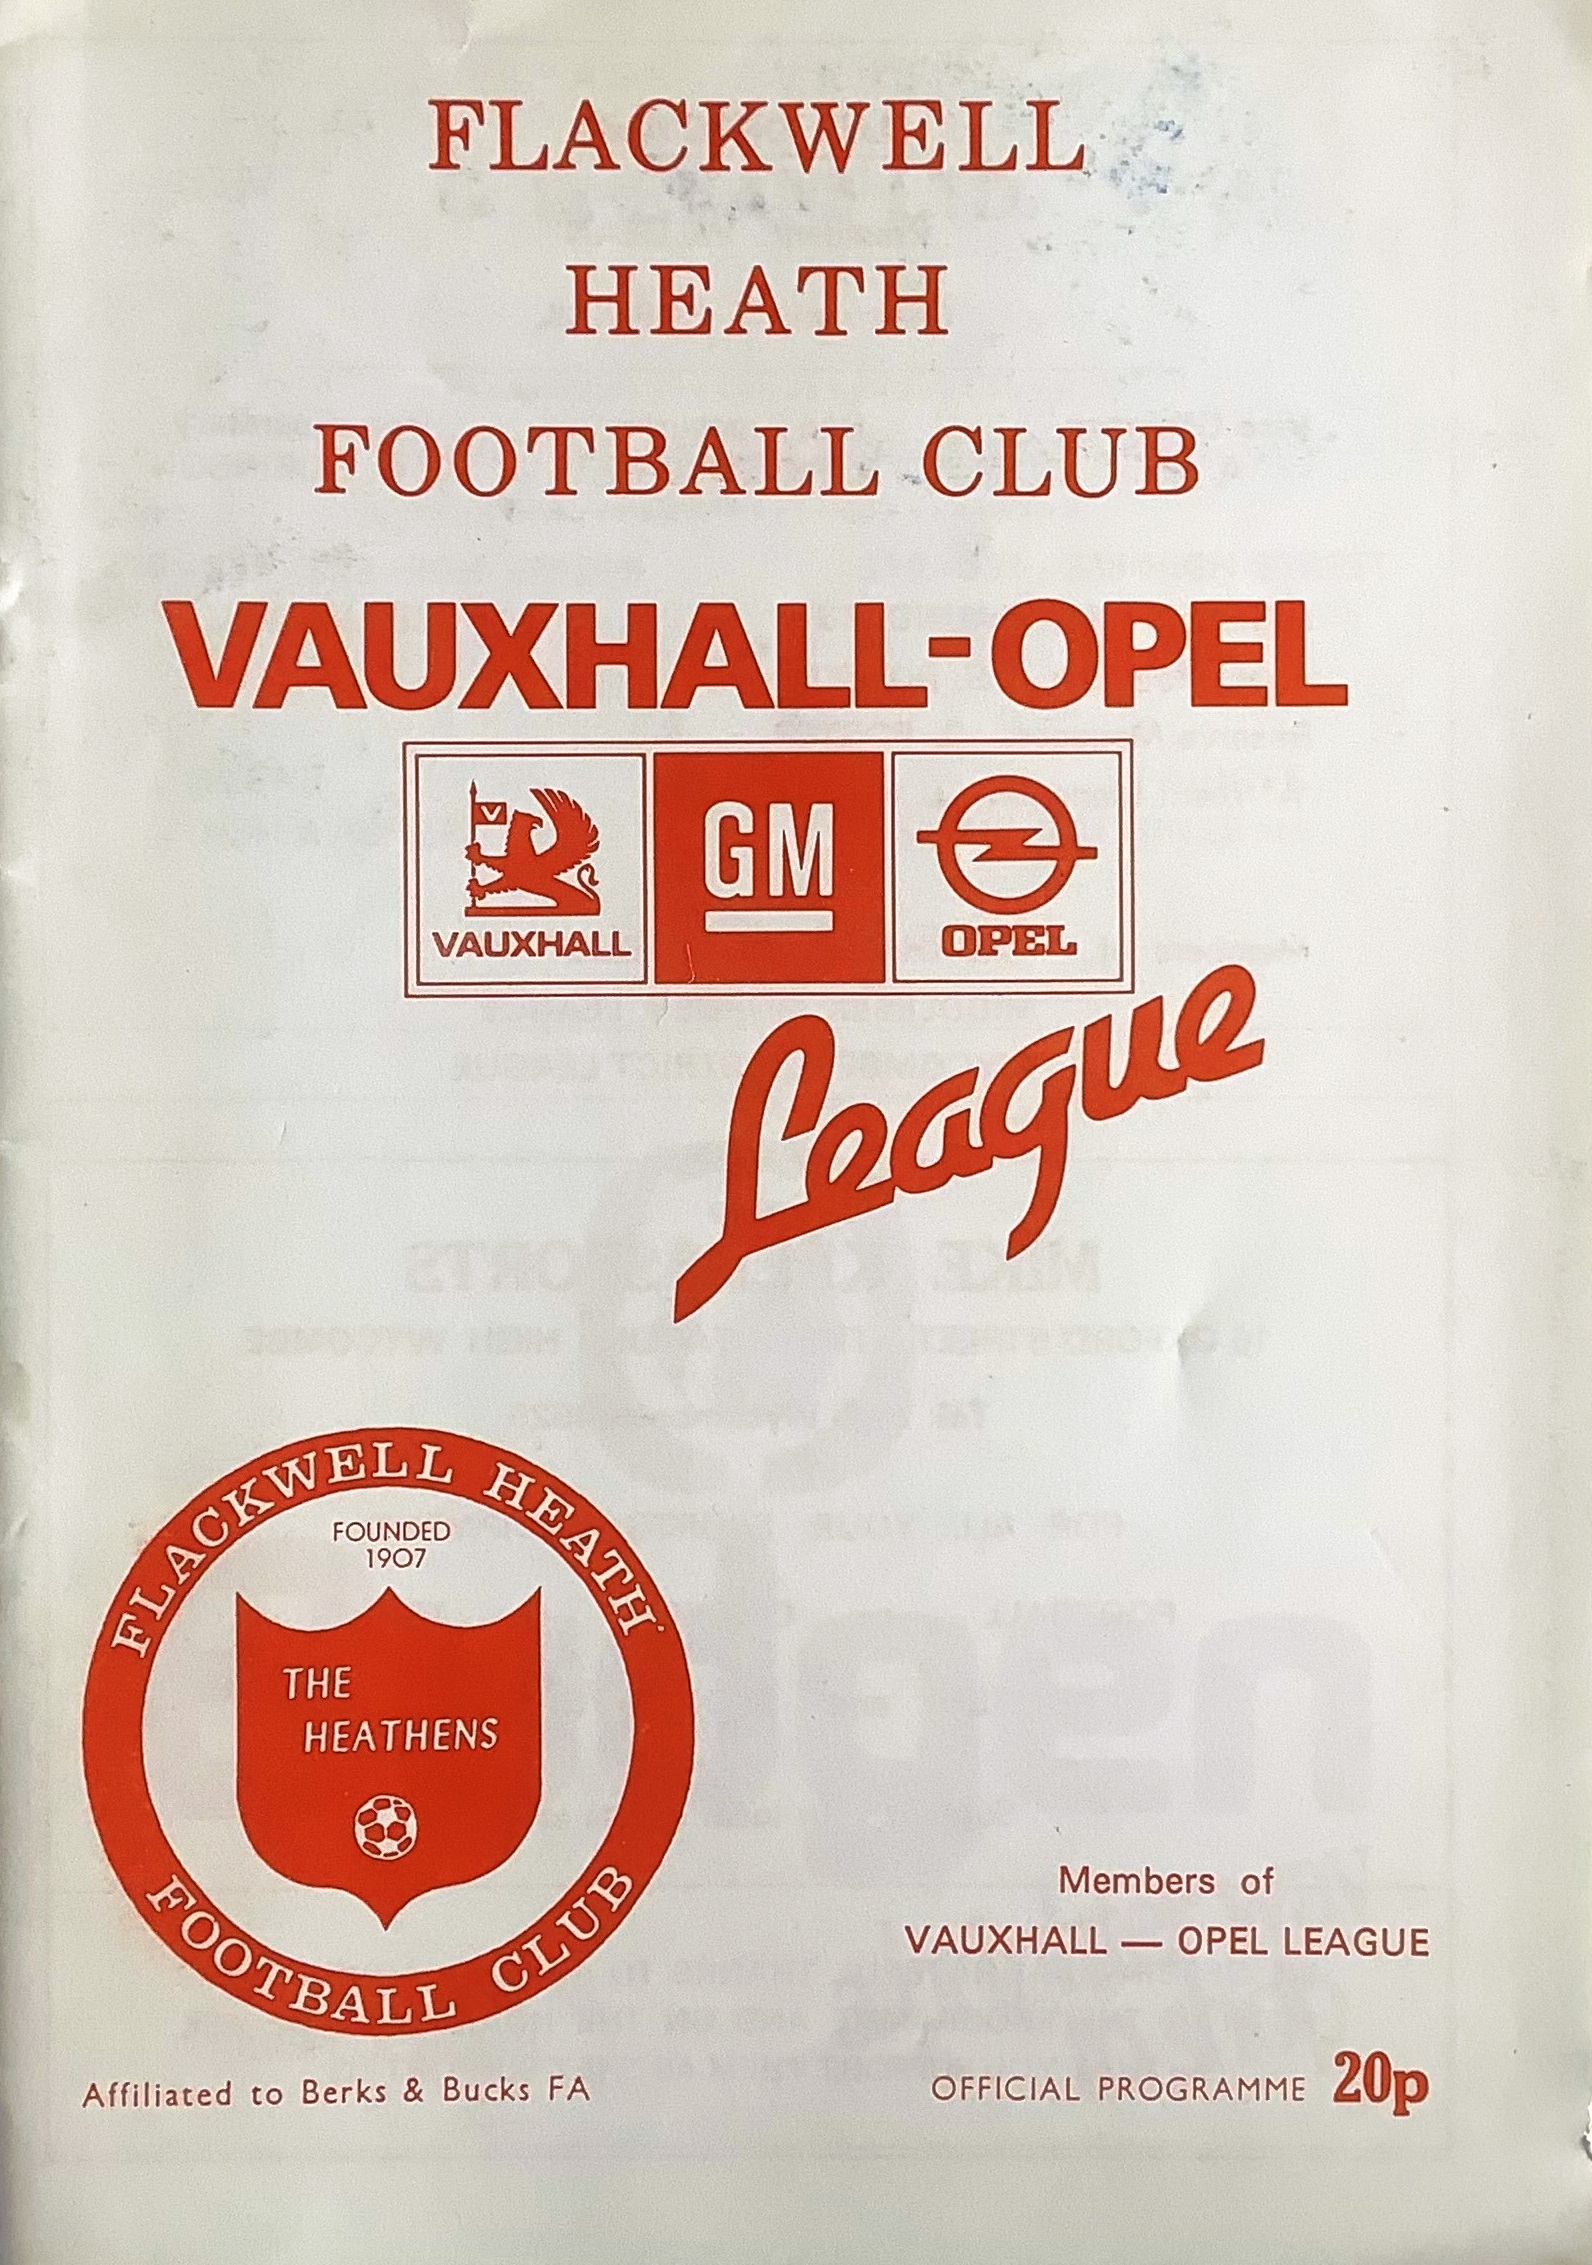 FLACKWELL
HEATH
FOOTBALL CLUB
VAUXHALL-OPEL
V
VAUXHALL
GM
OPEL
League
FLACKWELL HEATH
FOUNDED
1907
THE
HEATHENS
FOOTBALL CLUB
Members of
VAUXHALL — OPEL LEAGUE
Affiliated to Berks & Bucks FA
OFFICIAL PROGRAMME 20p